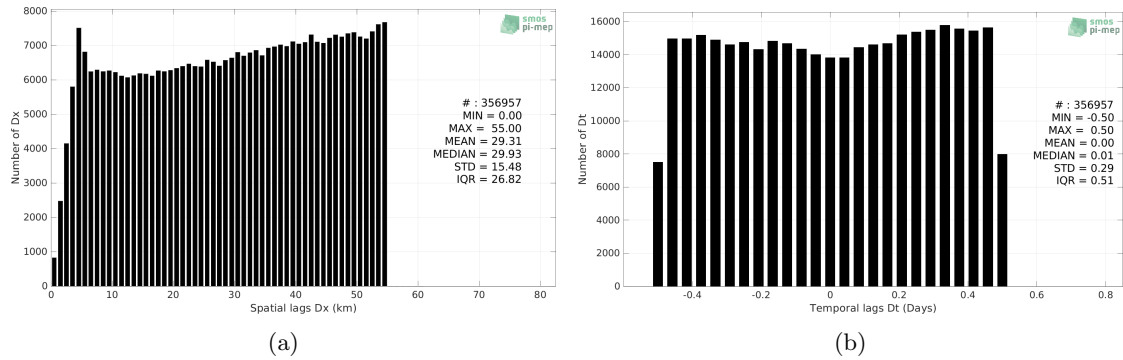 8000
7000
6000
5000
4000
3000
2000
1000
0
Number of Dx
0 10 20 30 40 50 60 70 80
Spatial lags Dx (km)
smos
pi-mep
# : 356957
MIN = 0.00
MAX = 55.00
MEAN = 29.31
MEDIAN = 29.93
STD = 15.48
IQR = 26.82
(a)
16000
14000
12000
10000
8000
6000
4000
2000
0
Number of Dt
-0.4 -0.2 0 0.2 0.4 0.6 0.8
Temporal lags Dt (Days)
smos
pi-mep
# : 356957
MIN = -0.50
MAX = 0.50
MEAN = 0.00
MEDIAN = 0.01
STD = 0.29
IQR = 0.51
(b)